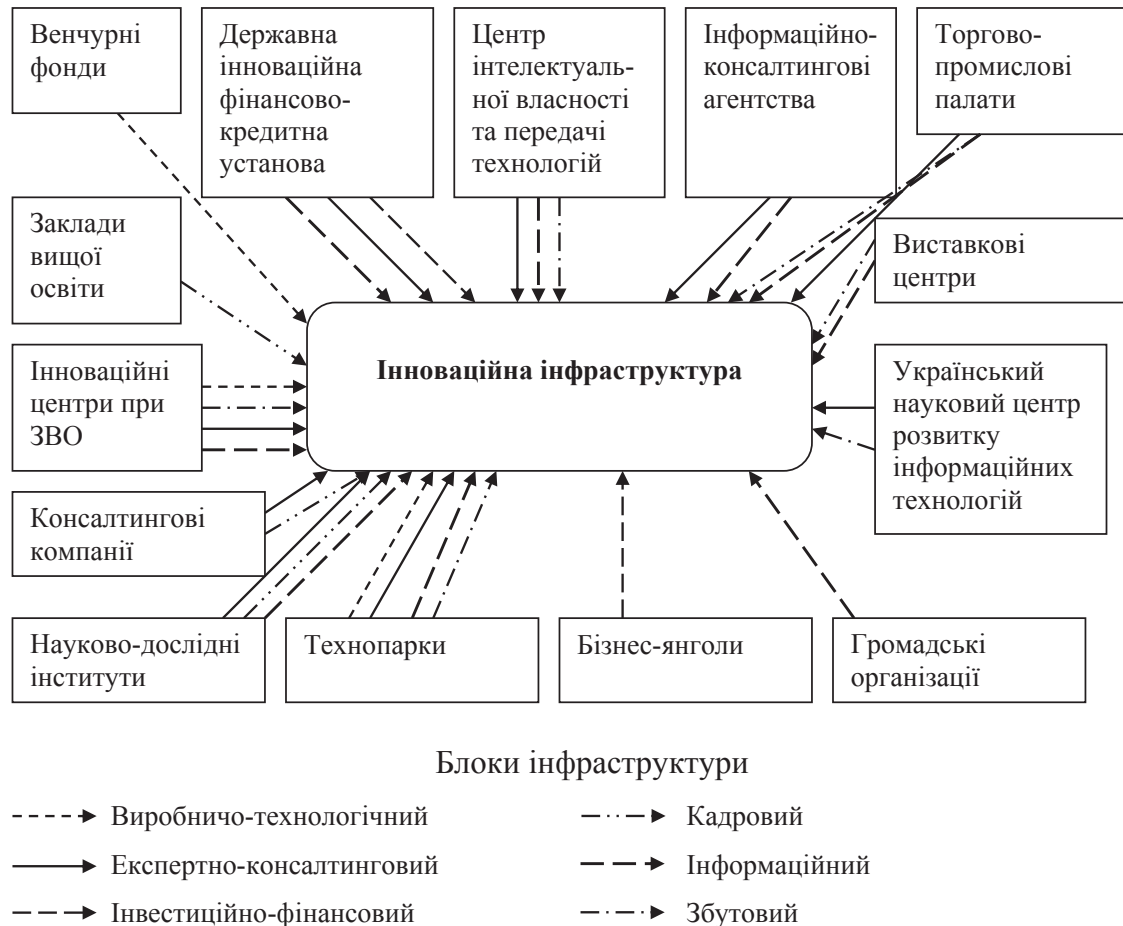 Венчурні
фонди
Державна
інноваційна
фінансово-
кредитна
установа
Центр
інтелектуаль-
ної власності
та передачі
технологій
Інформаційно-
консалтингові
агентства
Торгово-
промислові
палати
Заклади
вищої
освіти
Виставкові
центри
Інноваційна інфраструктура
Інноваційні
центри при
ЗВО
Український
науковий центр
розвитку
інформаційних
технологій
Консалтингові
компанії
Науково-дослідні
інститути
Технопарки
Бізнес-янголи
Громадські
організації
Блоки інфраструктури
Виробничо-технологічний
Кадровий
Експертно-консалтинговий
Інформаційний
Інвестиційно-фінансовий
Збутовий